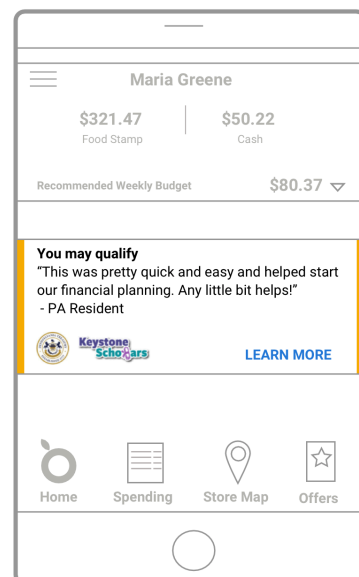 Maria Greene
$321.47 $50.22
Food Stamp Cash
Recommended Weekly Budget $80.37
You may qualify
“This was pretty quick and easy and helped start
our financial planning. Any little bit helps!”
- PA Resident
Keystone
Scholars
LEARN MORE
Home Spending Store Map Offers